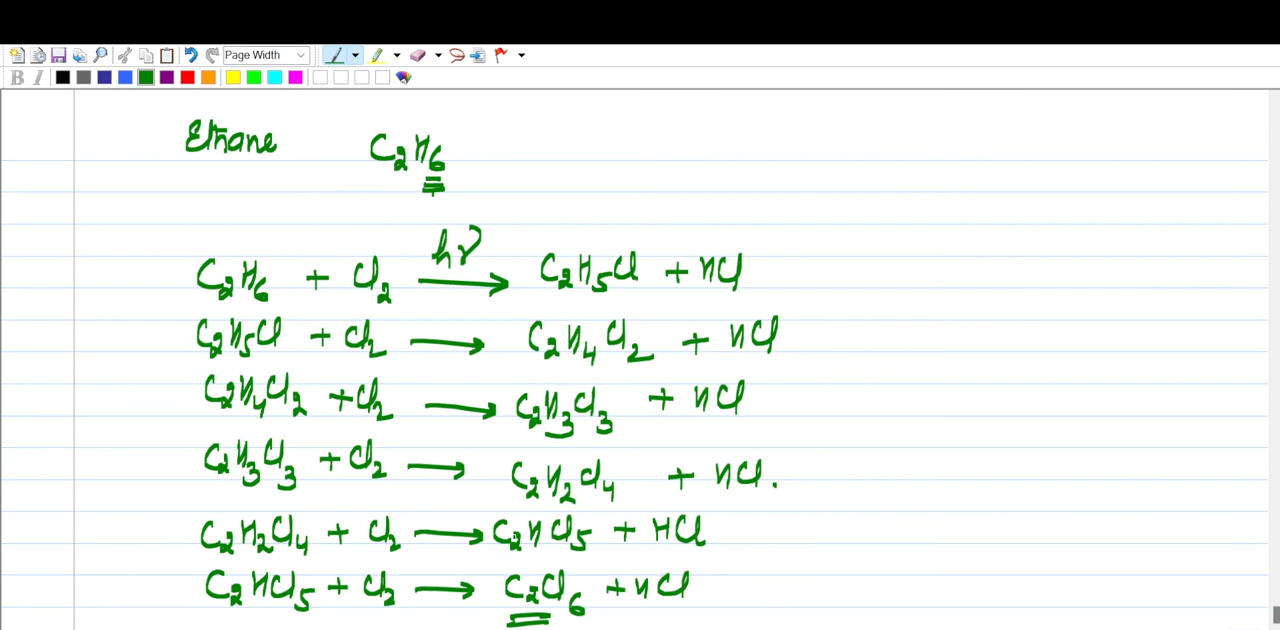 Page Width
B I
Ethane C₂H₆
C₂H₆ + Cl₂ hν → C₂H₅Cl + HCl
C₂H₅Cl + Cl₂ → C₂H₄Cl₂ + HCl
C₂H₄Cl₂ + Cl₂ → C₂H₃Cl₃ + HCl
C₂H₃Cl₃ + Cl₂ → C₂H₂Cl₄ + HCl.
C₂H₂Cl₄ + Cl₂ → C₂HCl₅ + HCl
C₂HCl₅ + Cl₂ → C₂Cl₆ + HCl